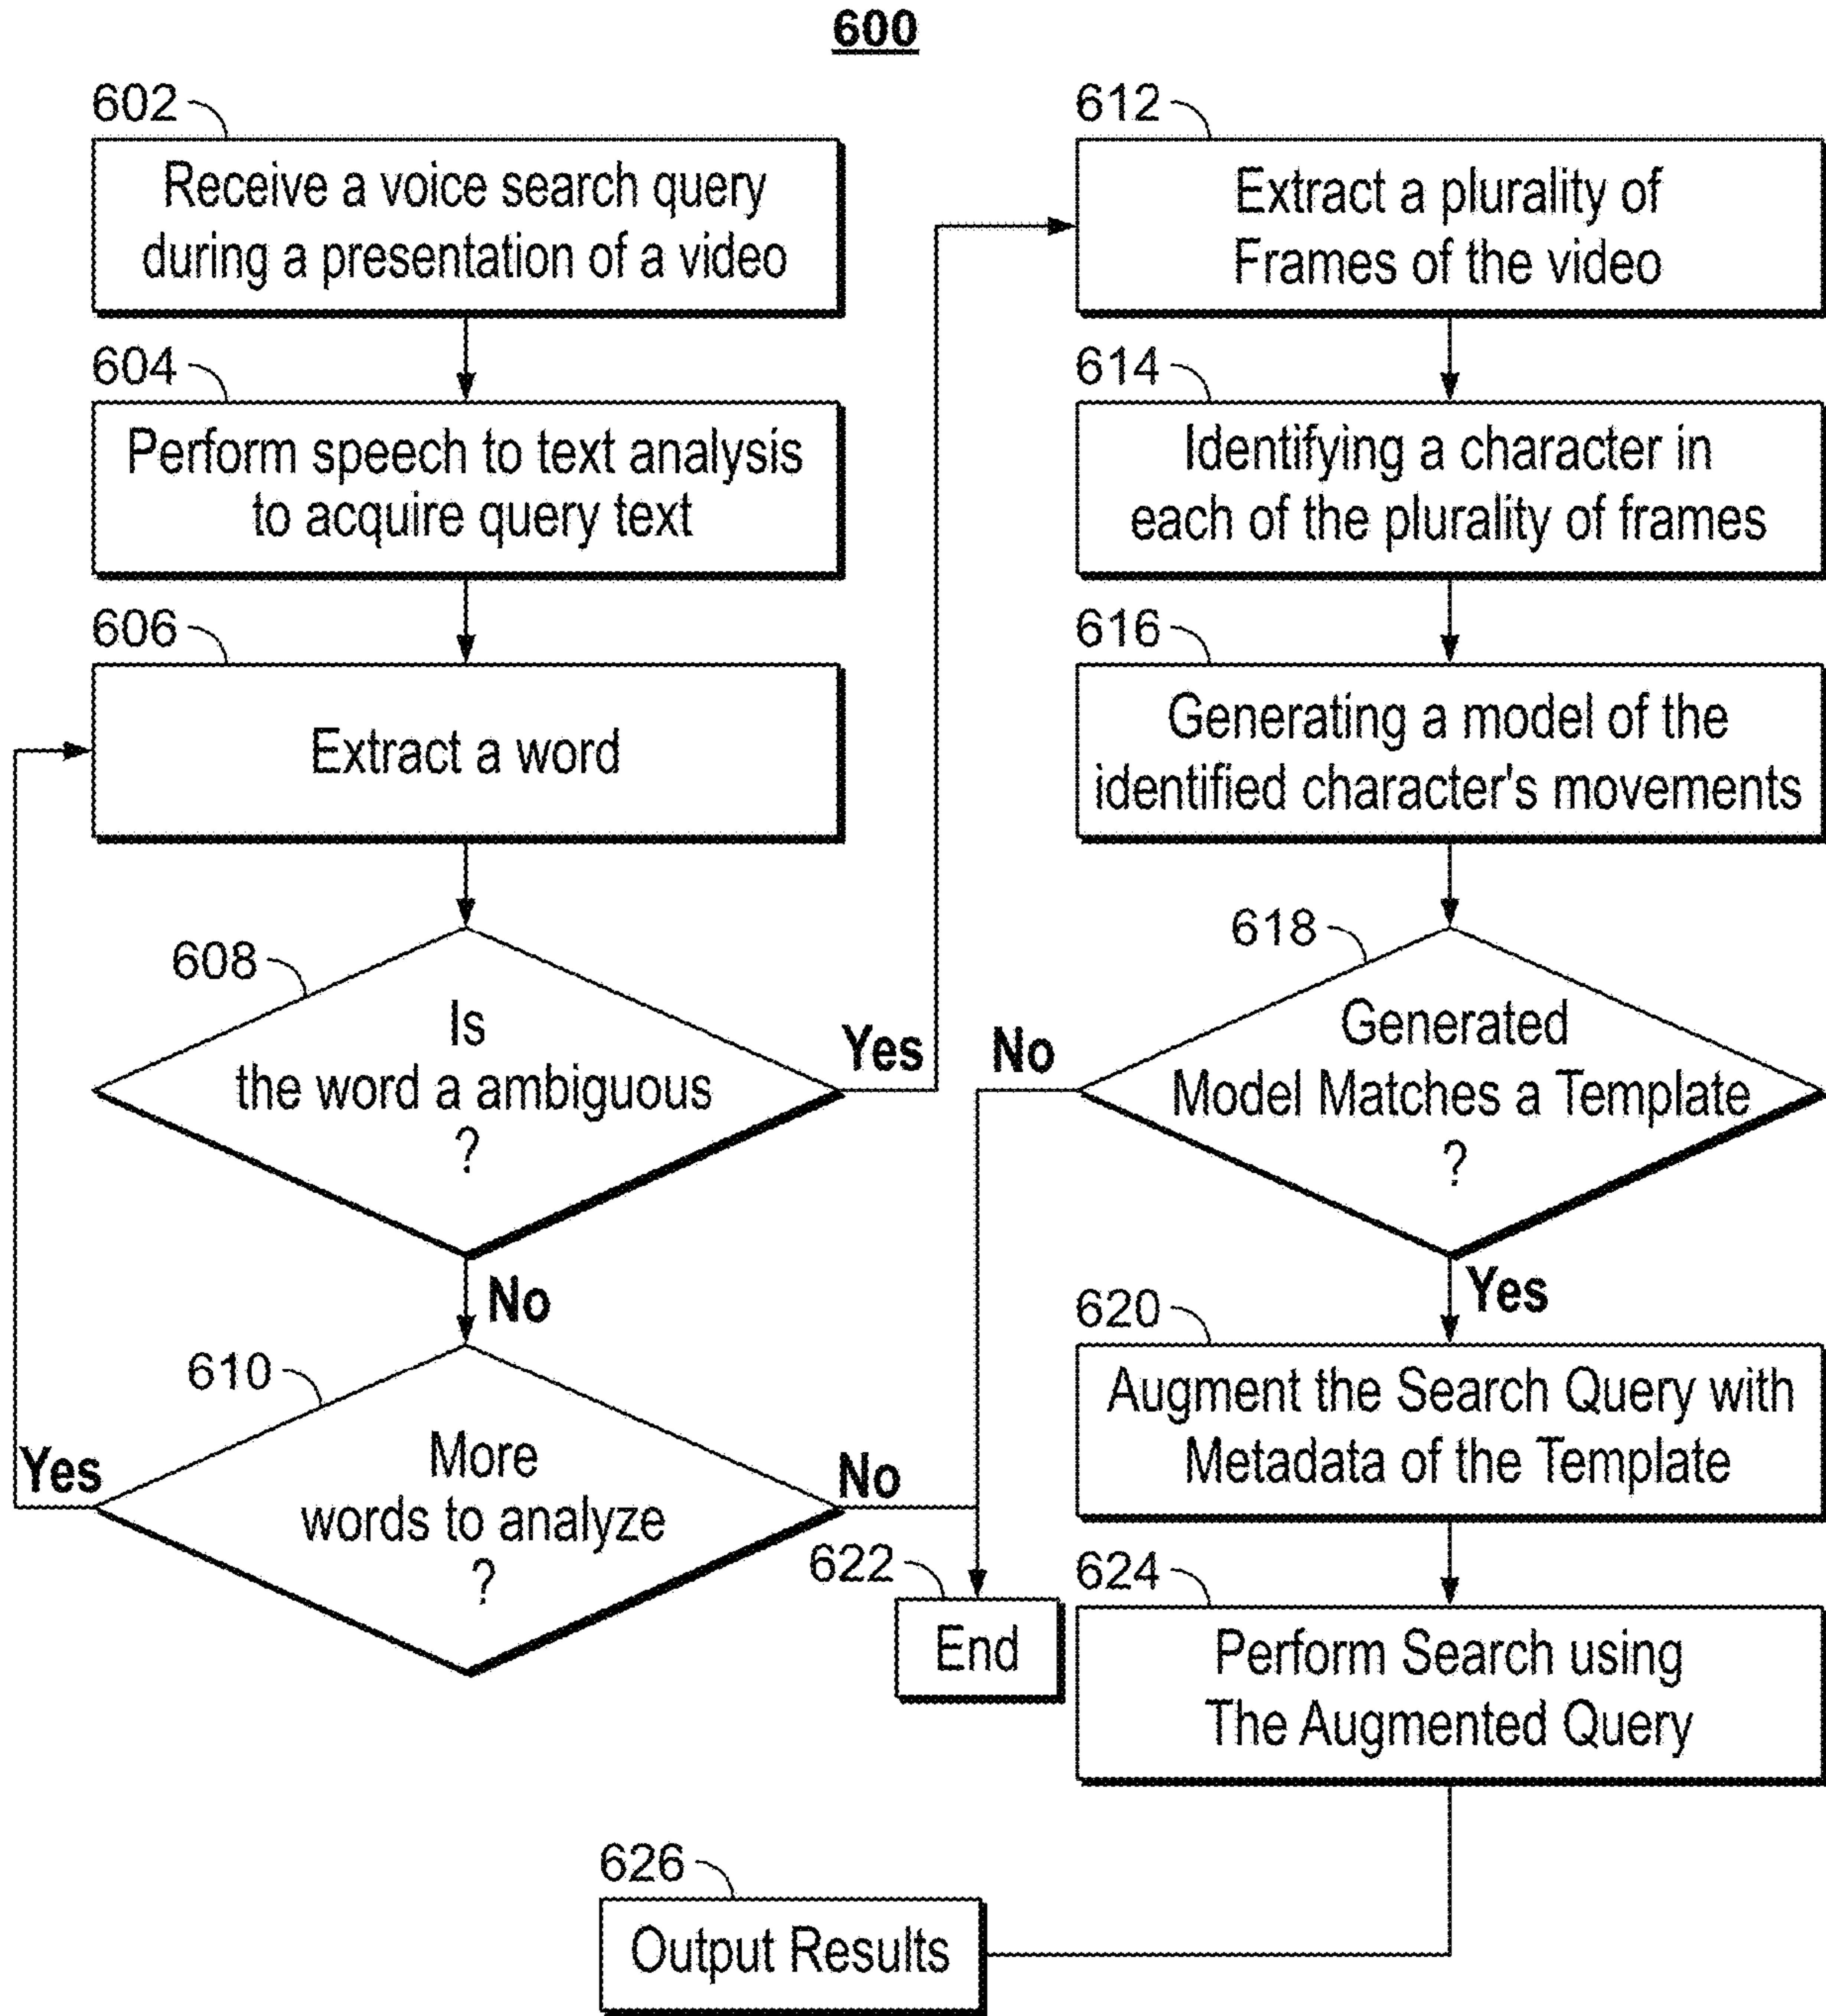 600
602
Receive a voice search query
during a presentation of a video
604
Perform speech to text analysis
to acquire query text
606
Extract a word
608
Is
the word a ambiguous
?
Yes
No
610
More
words to analyze
?
Yes
No
612
Extract a plurality of
Frames of the video
614
Identifying a character in
each of the plurality of frames
616
Generating a model of the
identified character's movements
618
Generated
Model Matches a Template
?
No
Yes
620
Augment the Search Query with
Metadata of the Template
622
End
624
Perform Search using
The Augmented Query
626
Output Results